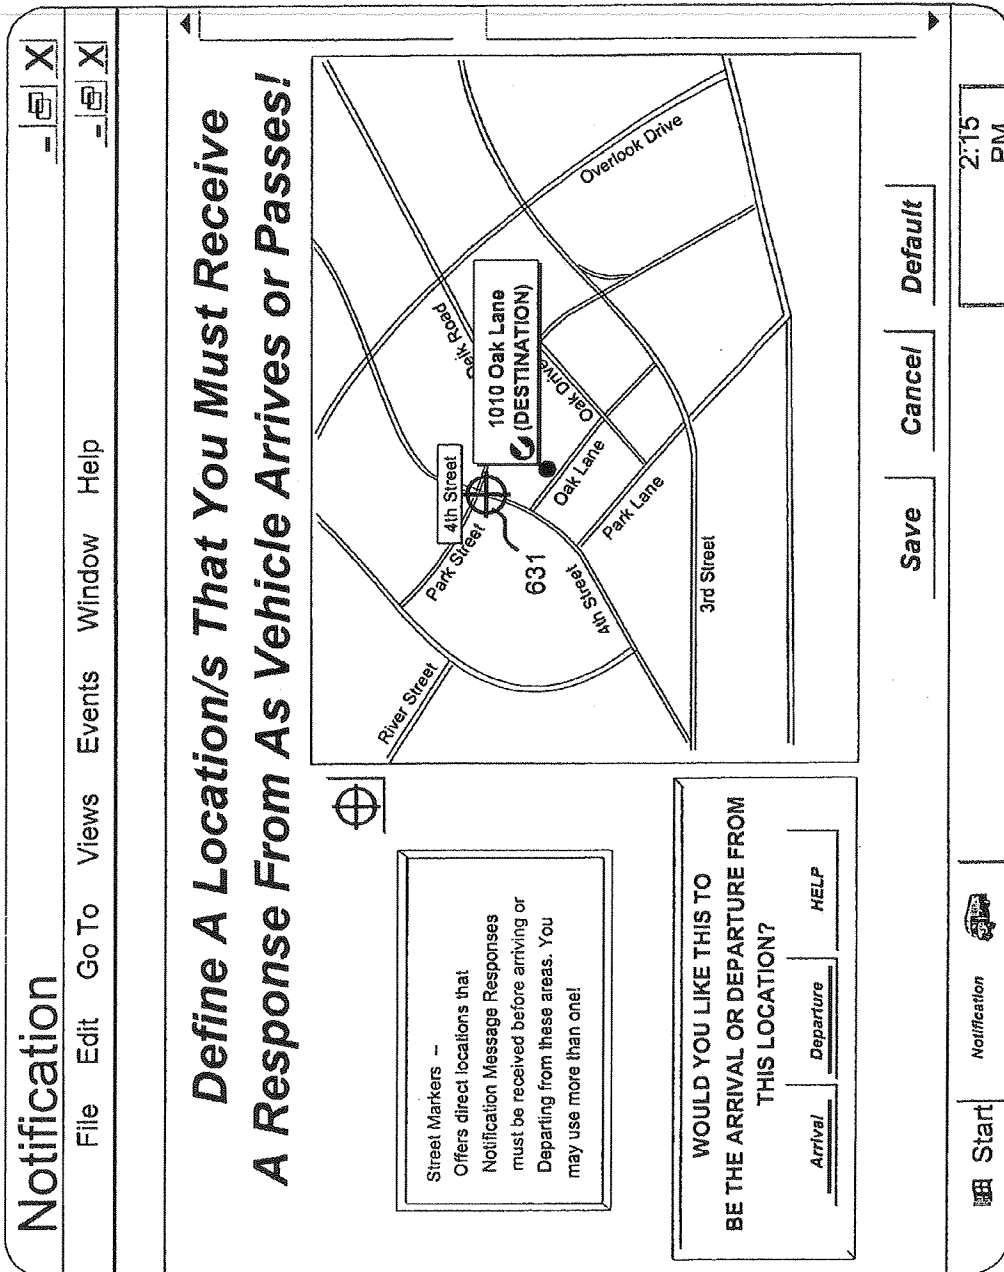 Notification
File Edit Go To Views Events Window Help
Define A Location/s That You Must Receive
A Response From As Vehicle Arrives or Passes!
Street Markers –
Offers direct locations that
Notification Message Responses
must be received before arriving or
Departing from these areas. You
may use more than one!
WOULD YOU LIKE THIS TO
BE THE ARRIVAL OR DEPARTURE FROM
THIS LOCATION?
Arrival
Departure
HELP
River Street
Park Street
4th Street
631
4th Street
Park Lane
Oak Lane
Oak Drive
1010 Oak Lane
(DESTINATION)
Road
Overlook Drive
3rd Street
Save
Cancel
Default
Start
Notification
2:15
PM